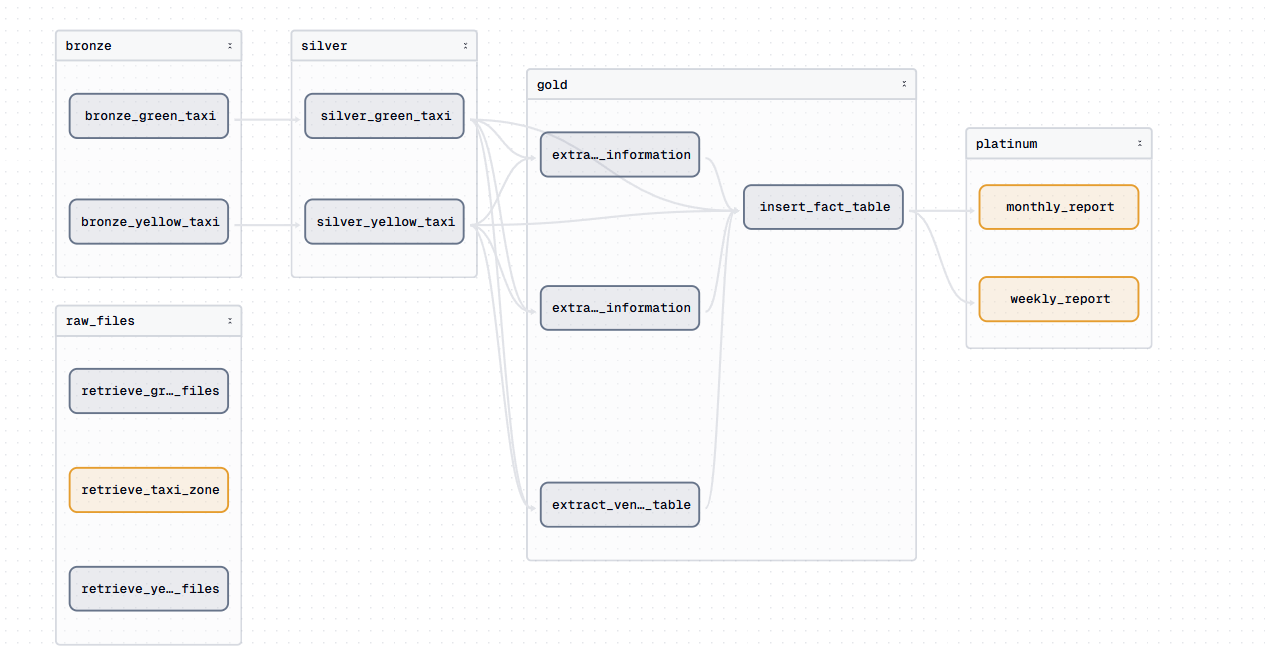 bronze
bronze_green_taxi
bronze_yellow_taxi
silver
silver_green_taxi
silver_yellow_taxi
gold
extra…_information
extra…_information
extract_ven…_table
insert_fact_table
platinum
monthly_report
weekly_report
raw_files
retrieve_gr…_files
retrieve_taxi_zone
retrieve_ye…_files